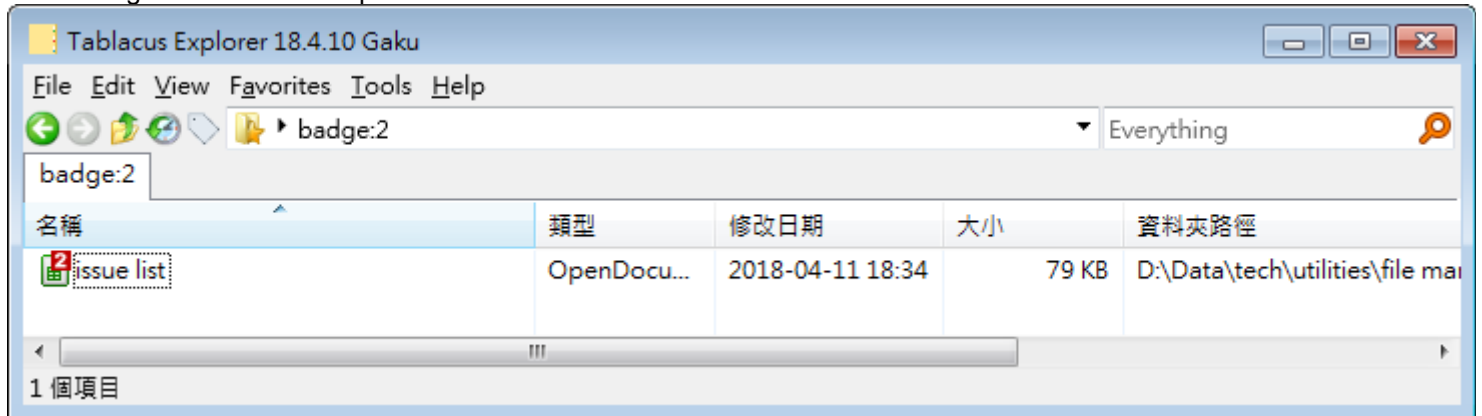 Tablacus Explorer 18.4.10 Gaku
File Edit View Favorites Tools Help
badge:2 Everything
badge:2
名稱 類型 修改日期 大小 資料夾路徑
2 issue list OpenDocu... 2018-04-11 18:34 79 KB D:\Data\tech\utilities\file mar
1 個項目